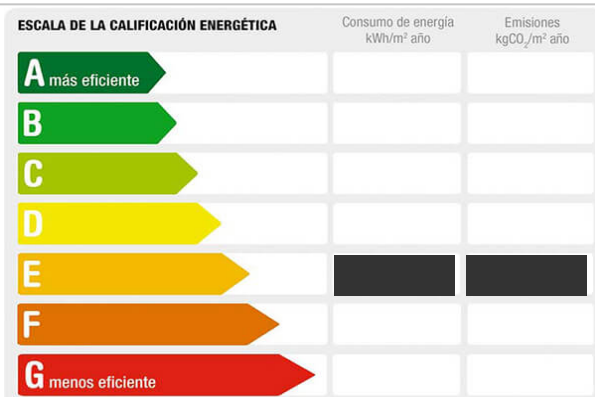 ESCALA DE LA CALIFICACIÓN ENERGÉTICA
Consumo de energía
kWh/m² año
Emisiones
kgCO₂/m² año
A más eficiente
B
C
D
E
F
G menos eficiente